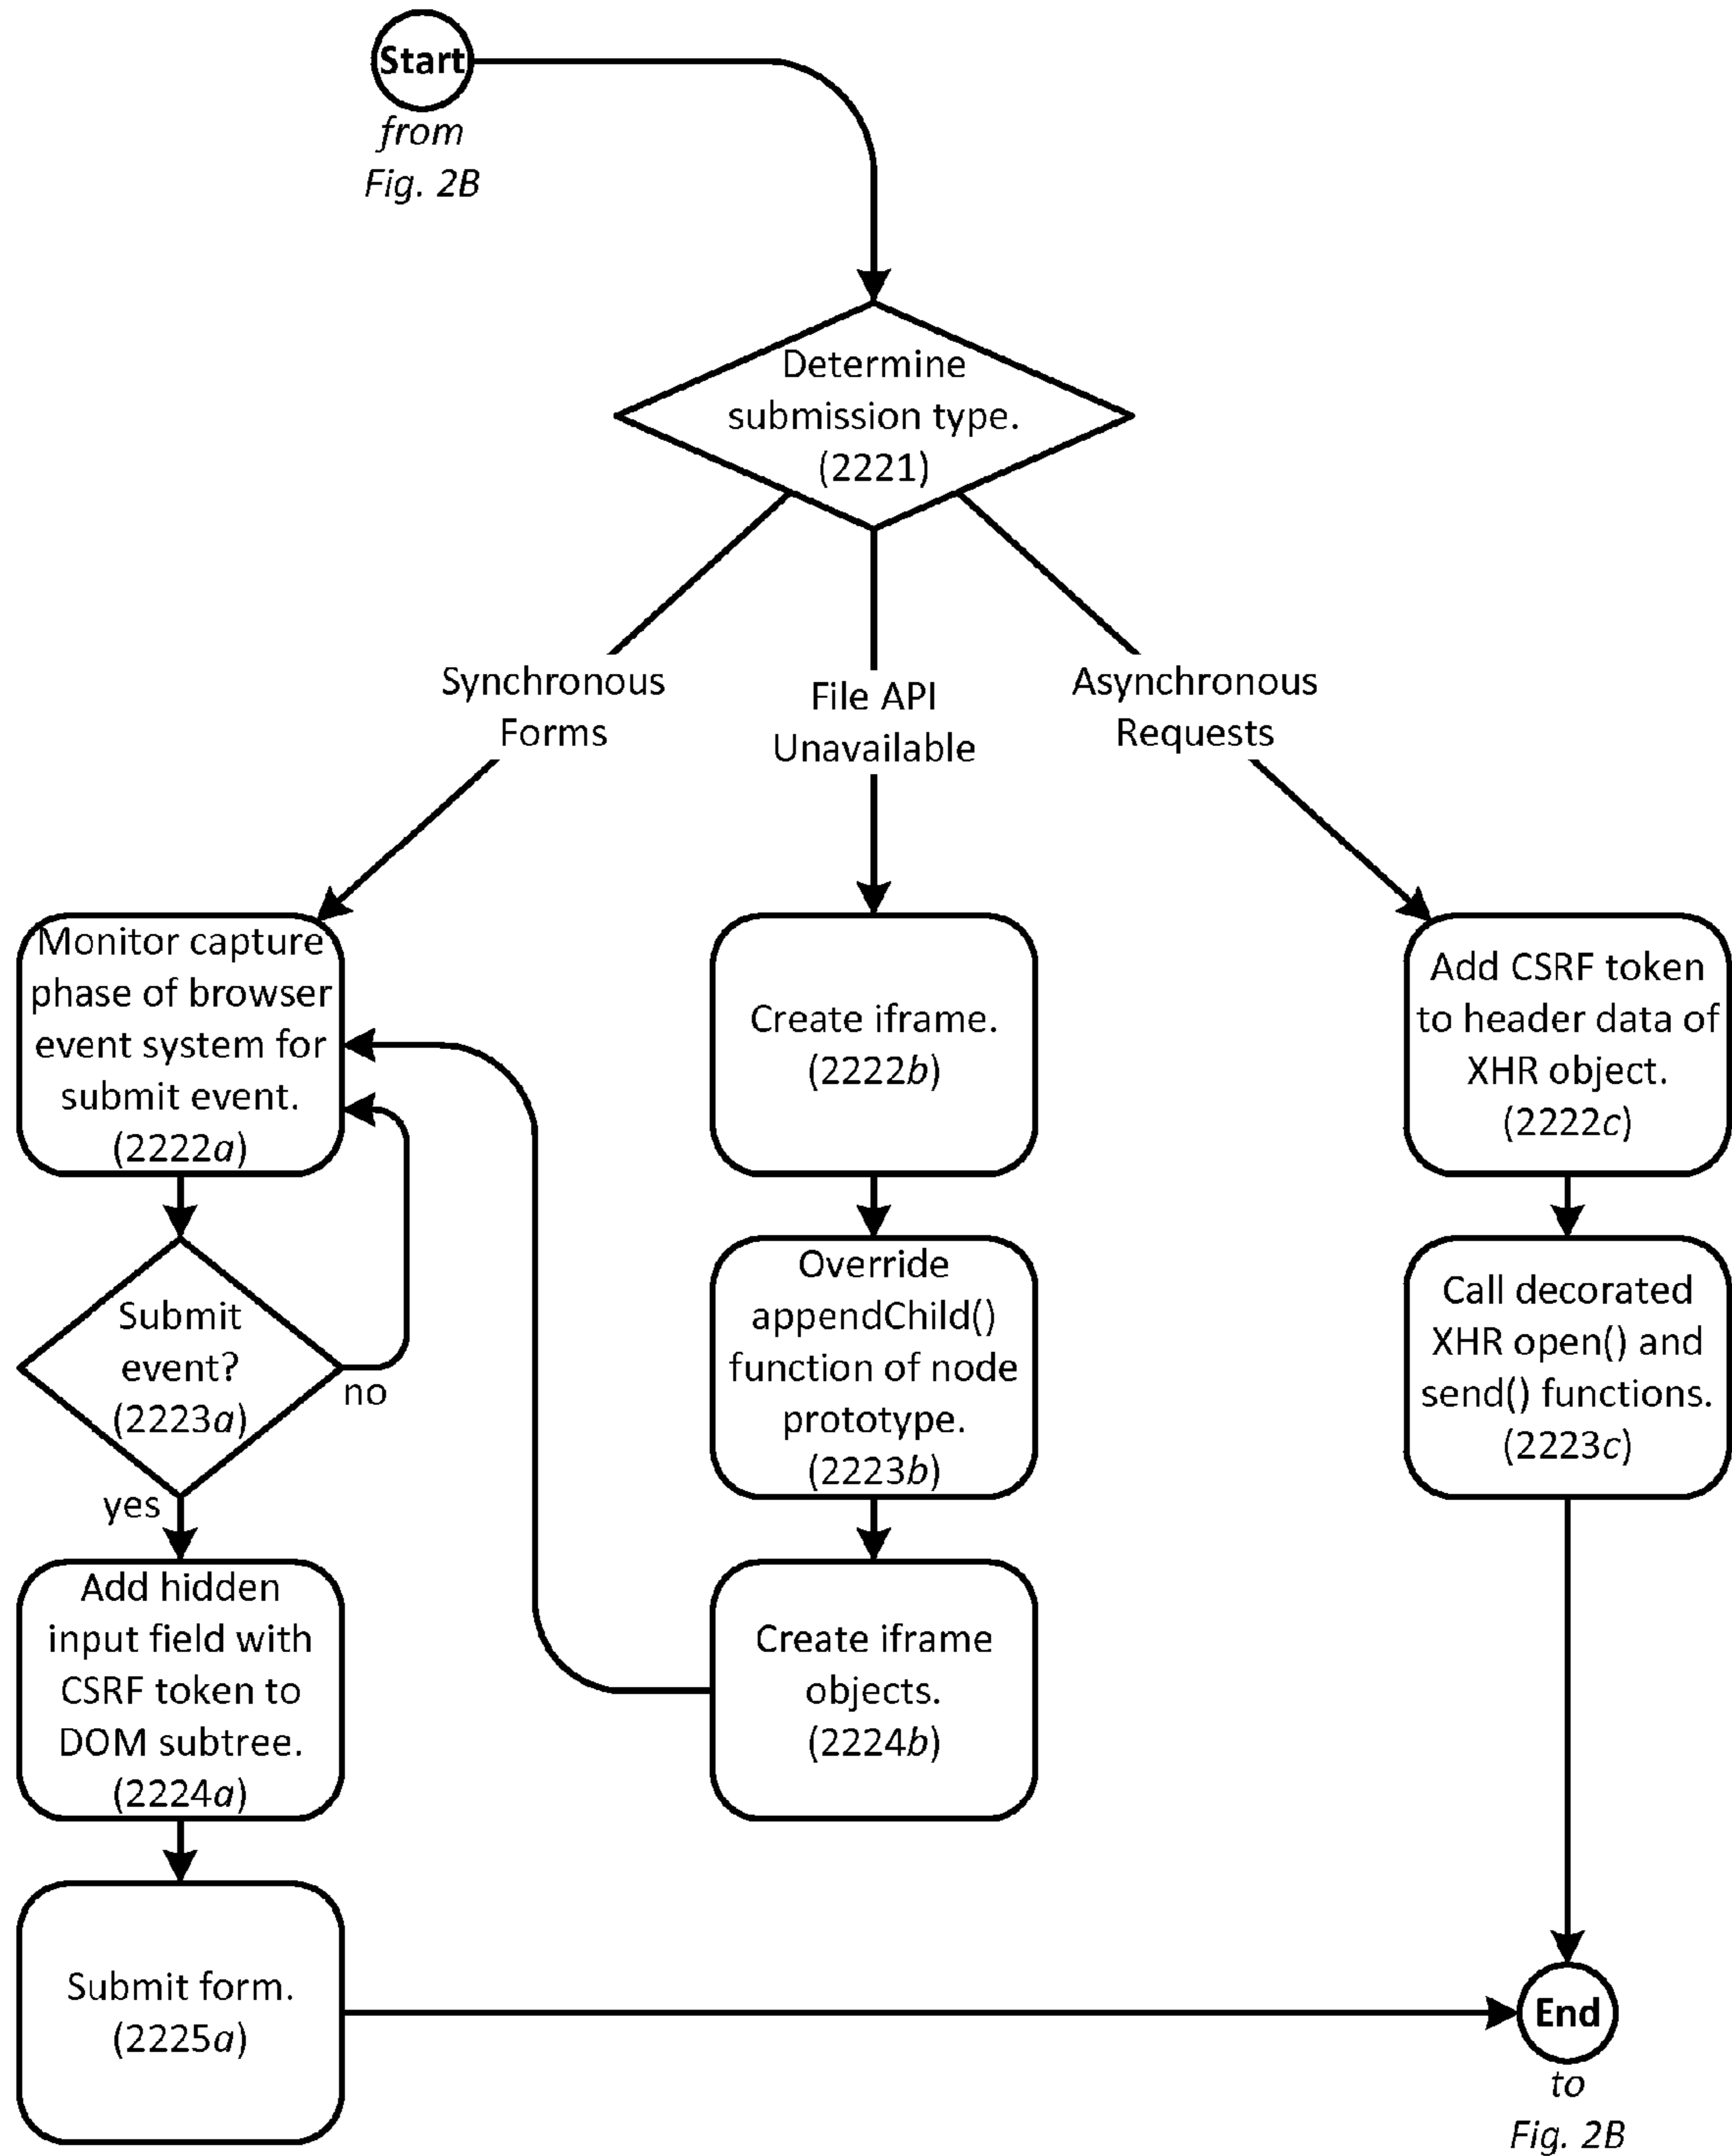 Start
from
Fig. 2B
Determine
submission type.
(2221)
Synchronous
Forms
File API
Unavailable
Asynchronous
Requests
Monitor capture
phase of browser
event system for
submit event.
(2222a)
Create iframe.
(2222b)
Add CSRF token
to header data of
XHR object.
(2222c)
Submit
event?
(2223a)
no
yes
Override
appendChild()
function of node
prototype.
(2223b)
Call decorated
XHR open() and
send() functions.
(2223c)
Add hidden
input field with
CSRF token to
DOM subtree.
(2224a)
Create iframe
objects.
(2224b)
Submit form.
(2225a)
End
to
Fig. 2B